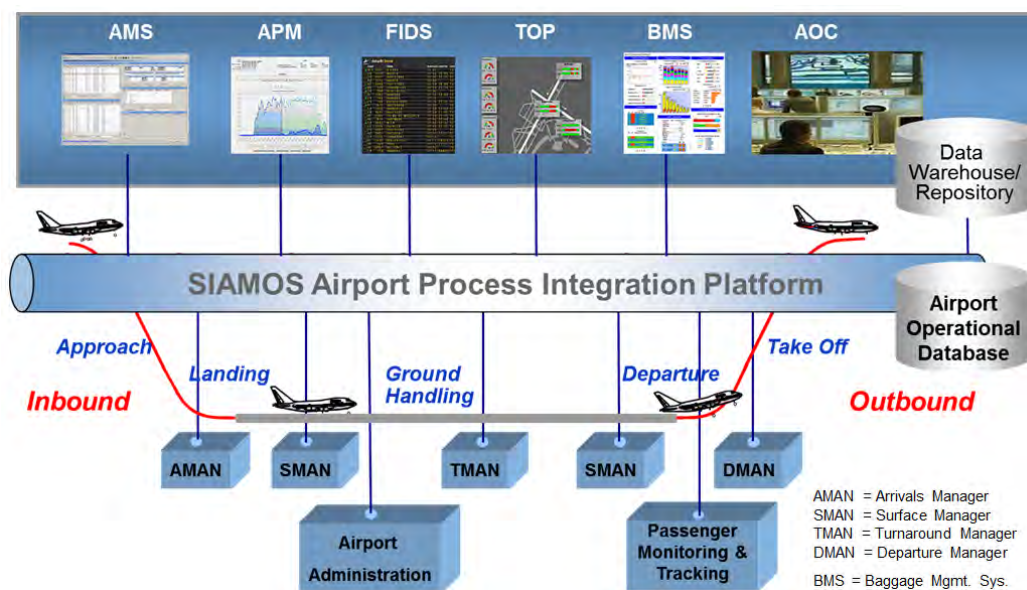 AMS
APM
FIDS
TOP
BMS
AOC
Data
Warehouse/
Repository
SIAMOS Airport Process Integration Platform
Airport
Operational
Database
Approach
Landing
Ground
Handling
Departure
Take Off
Inbound
Outbound
AMAN
SMAN
TMAN
SMAN
DMAN
Airport
Administration
Passenger
Monitoring &
Tracking
AMAN = Arrivals Manager
SMAN = Surface Manager
TMAN = Turnaround Manager
DMAN = Departure Manager
BMS = Baggage Mgmt. Sys.